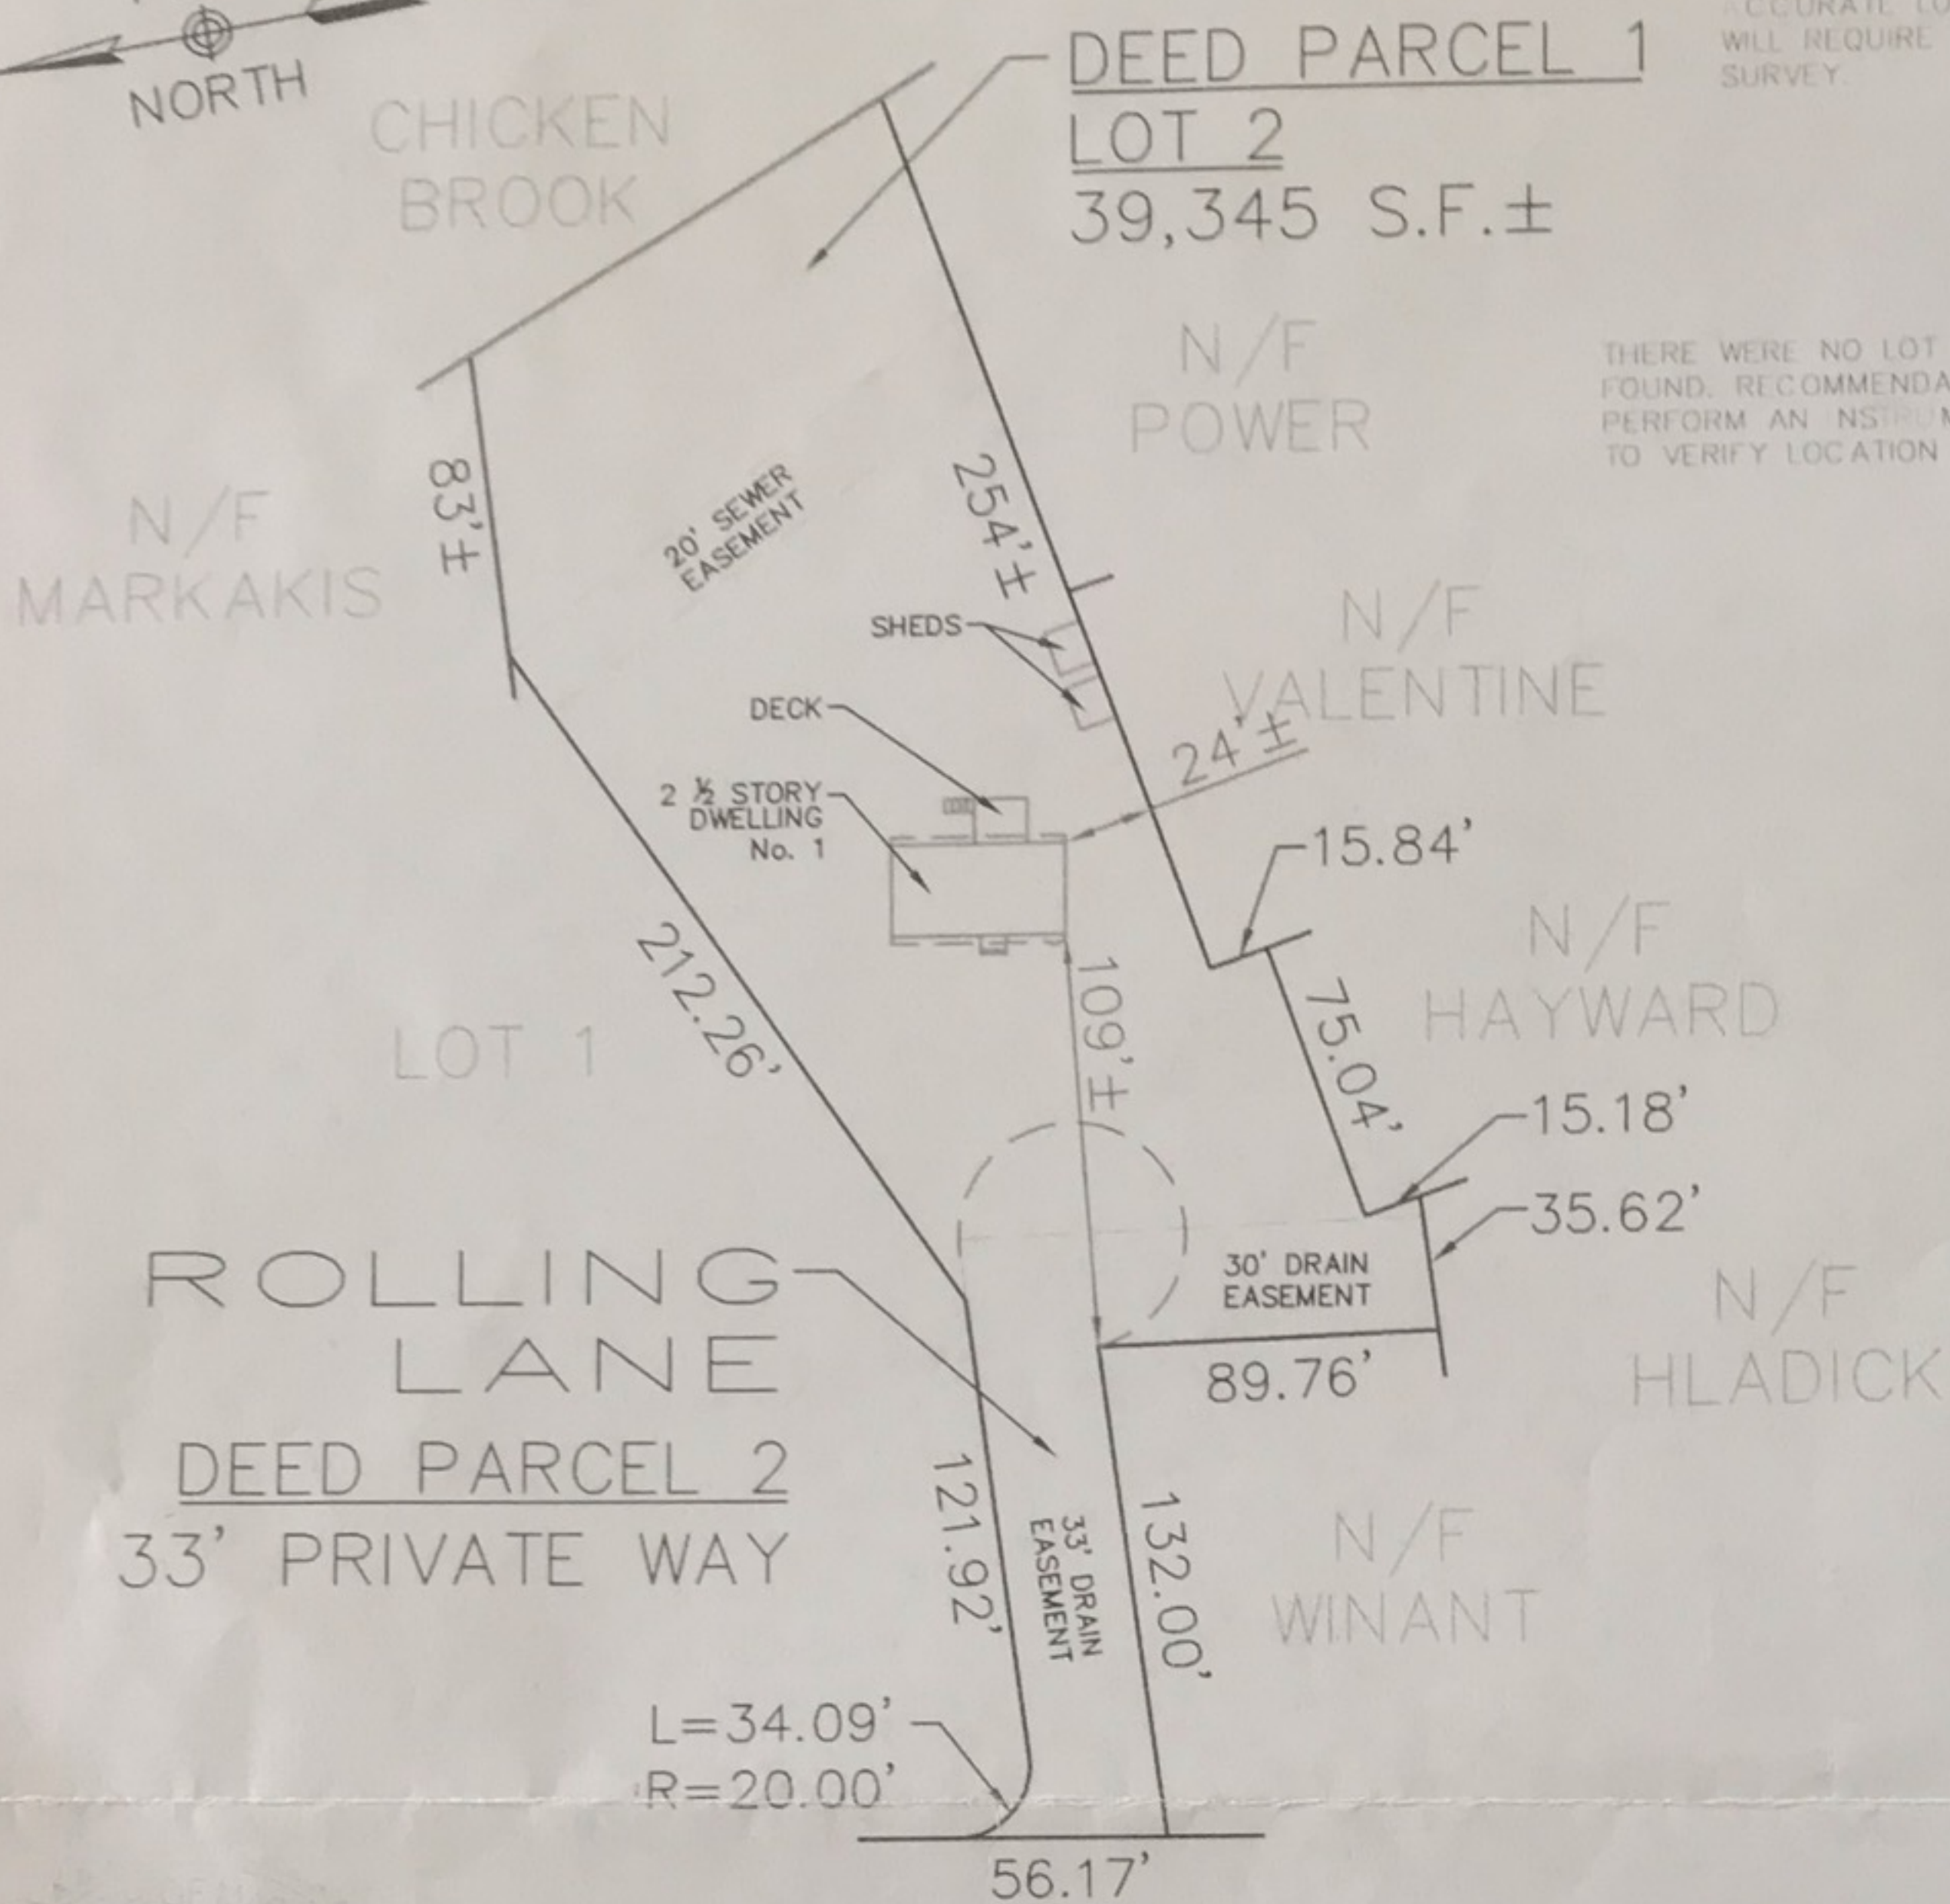 NORTH
CHICKEN
BROOK
DEED PARCEL 1
LOT 2
39,345 S.F.±
ACCURATE
WILL REQUIRE
SURVEY.
N/F
POWER
THERE WERE NO LOT
FOUND.
PERFORM AN
TO VERIFY LOCATION
83'±
254'±
20' SEWER
EASEMENT
N/F
MARKAKIS
SHEDS
N/F
VALENTINE
DECK
24'±
2 ½ STORY
DWELLING
No. 1
15.84'
N/F
HAYWARD
212.26'
109'±
75.04'
LOT 1
15.18'
35.62'
ROLLING
LANE
30' DRAIN
EASEMENT
89.76'
N/F
HLADICK
DEED PARCEL 2
33' PRIVATE WAY
121.92'
33' DRAIN
EASEMENT
132.00'
N/F
WINANT
L=34.09'
R=20.00'
56.17'